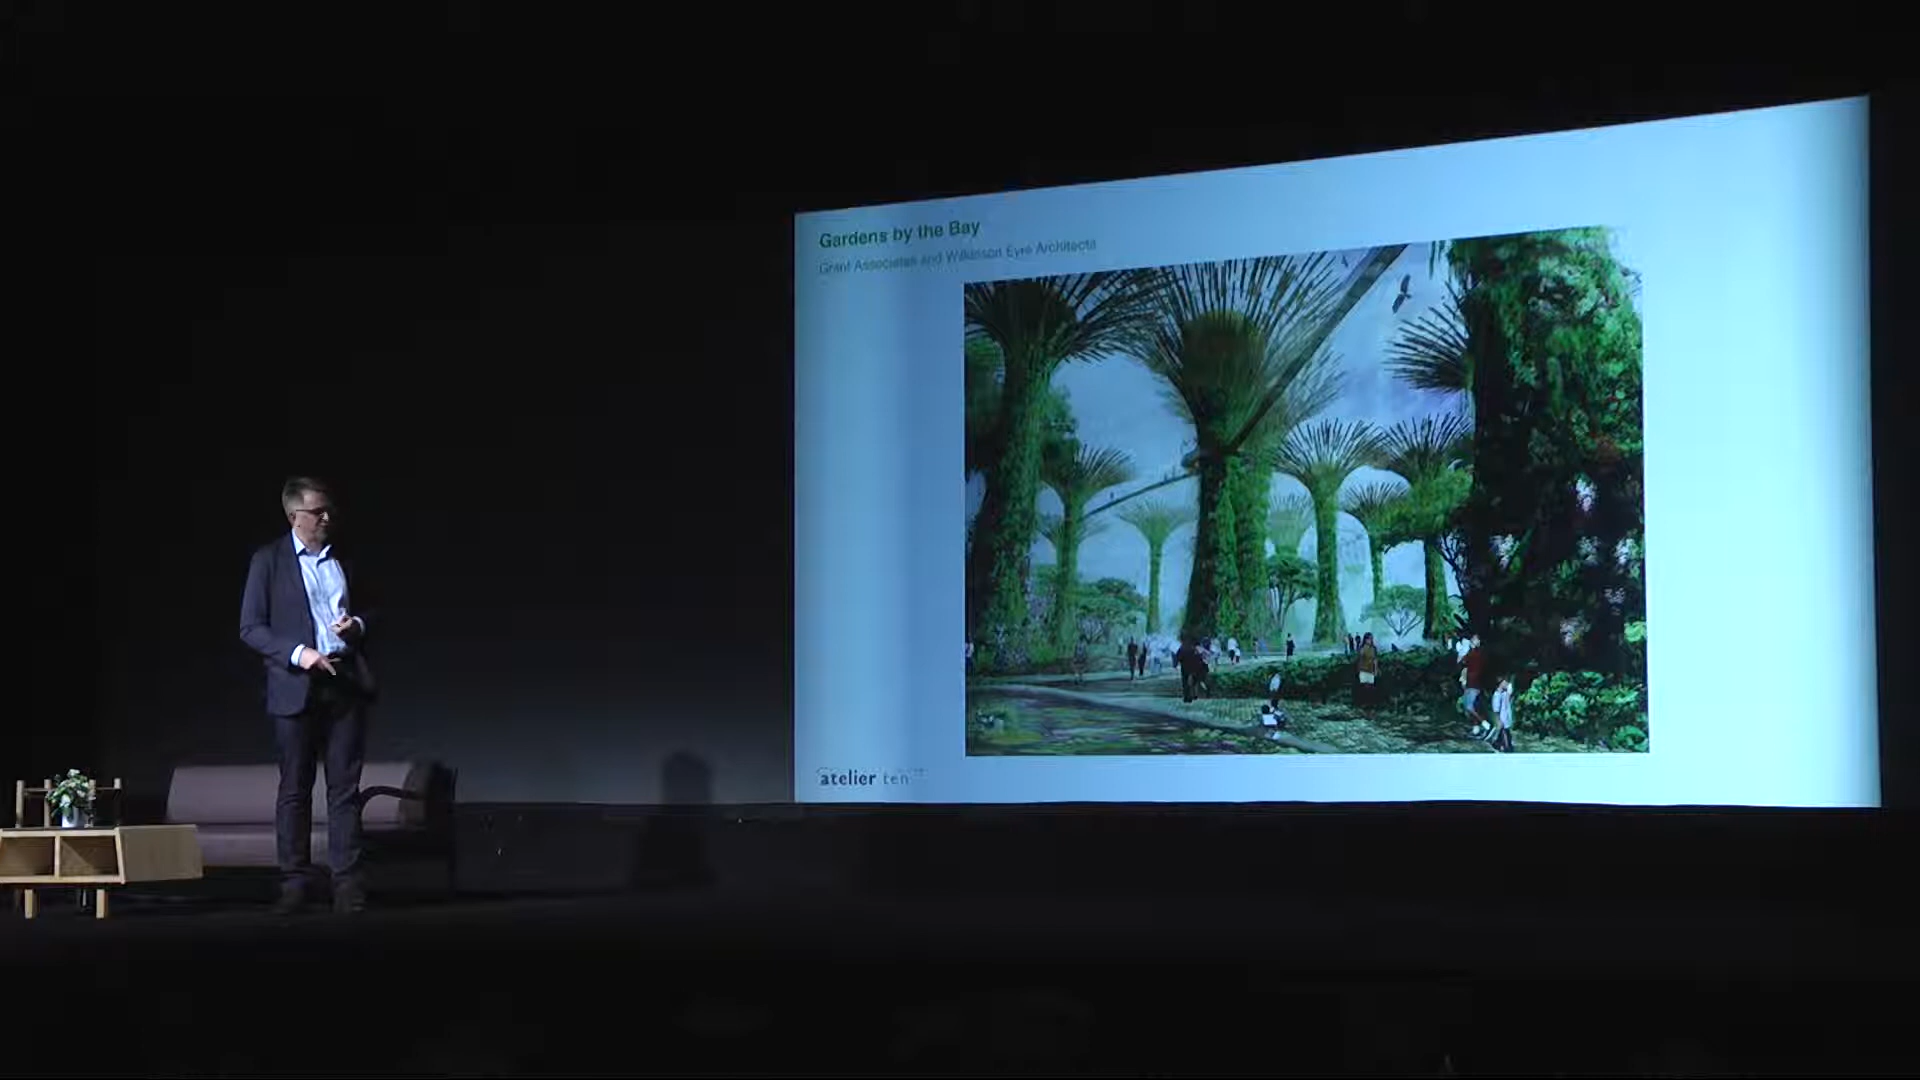 Gardens by the Bay
Grant Associates and Wilkinson Eyre Architects
atelier ten